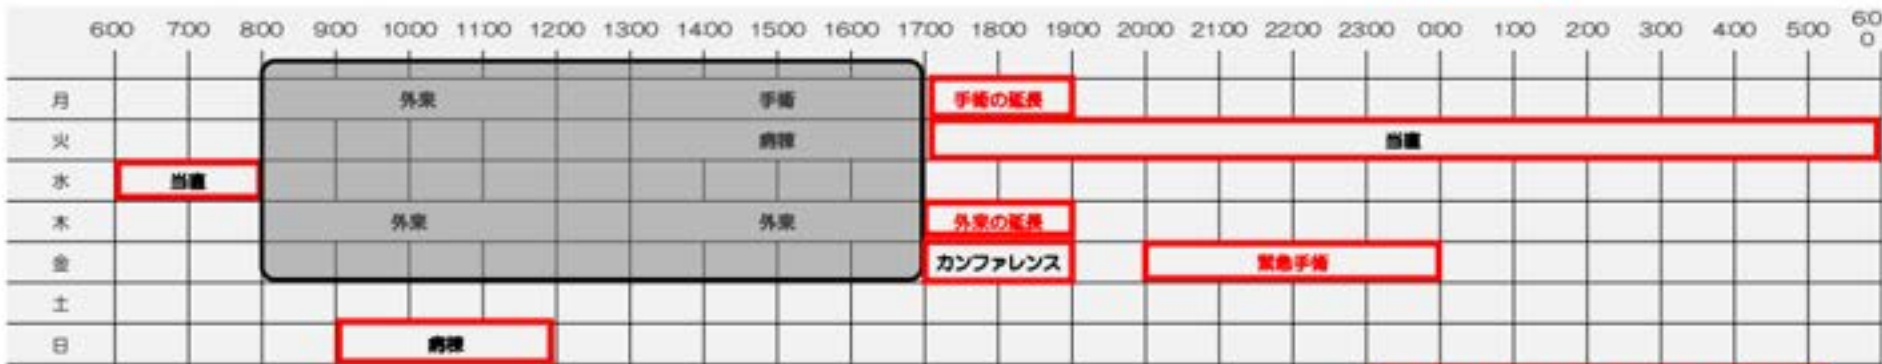 6:00 7:00 8:00 9:00 10:00 11:00 12:00 13:00 14:00 15:00 16:00 17:00 18:00 19:00 20:00 21:00 22:00 23:00 0:00 1:00 2:00 3:00 4:00 5:00 6:00
月 外来 手術 手術の延長
火 病棟 当直
水 当直
木 外来 外来 外来の延長
金 カンファレンス 緊急手術
土
日 病棟